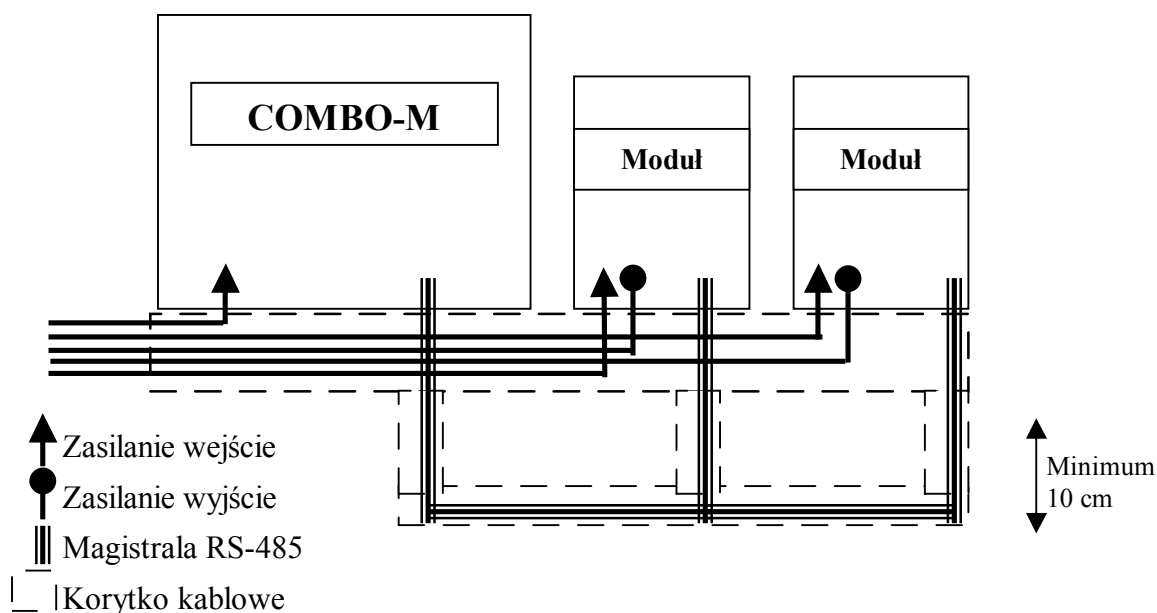 COMBO-M
Moduł
Moduł
Zasilanie wejście
Zasilanie wyjście
Magistrala RS-485
Korytko kablowe
Minimum
10 cm